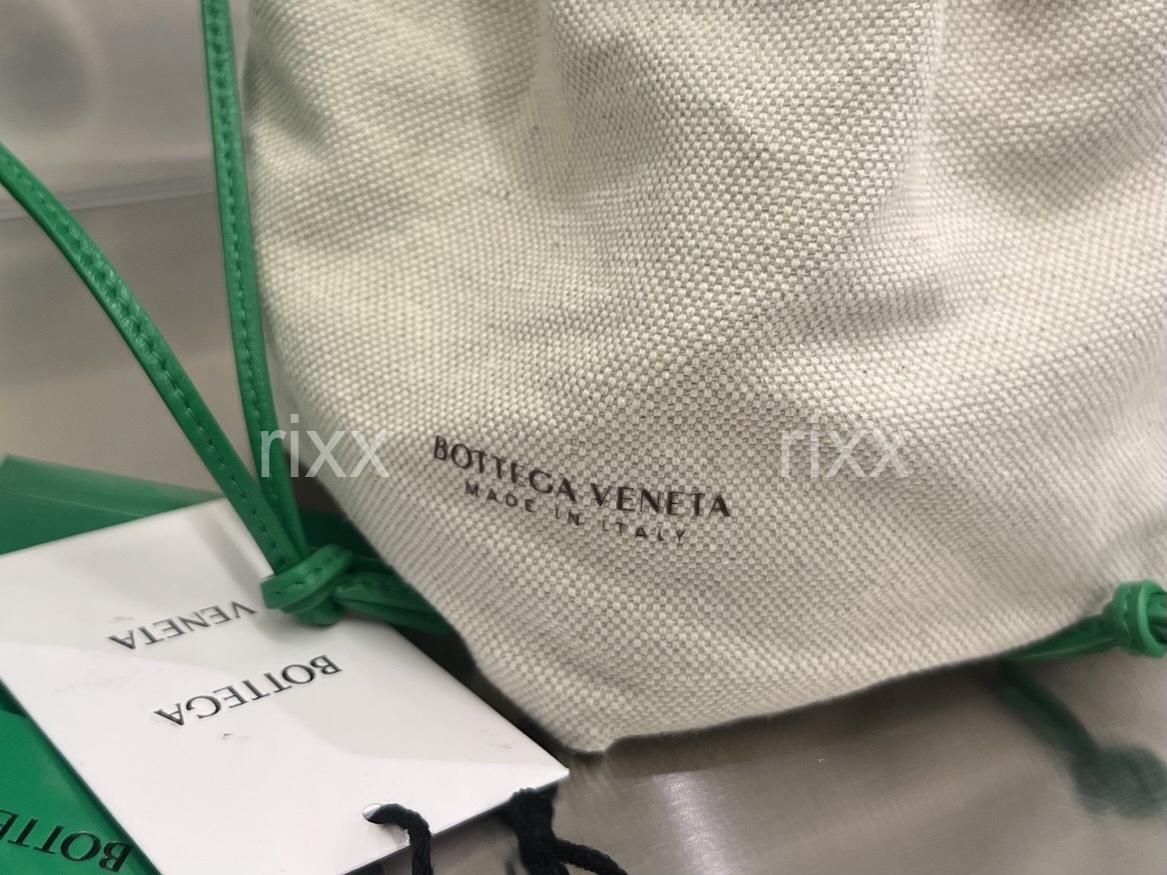 rixx
rixx
BOTTEGA VENETA
MADE IN ITALY
BOTTEGA
VENETA
BOTTE